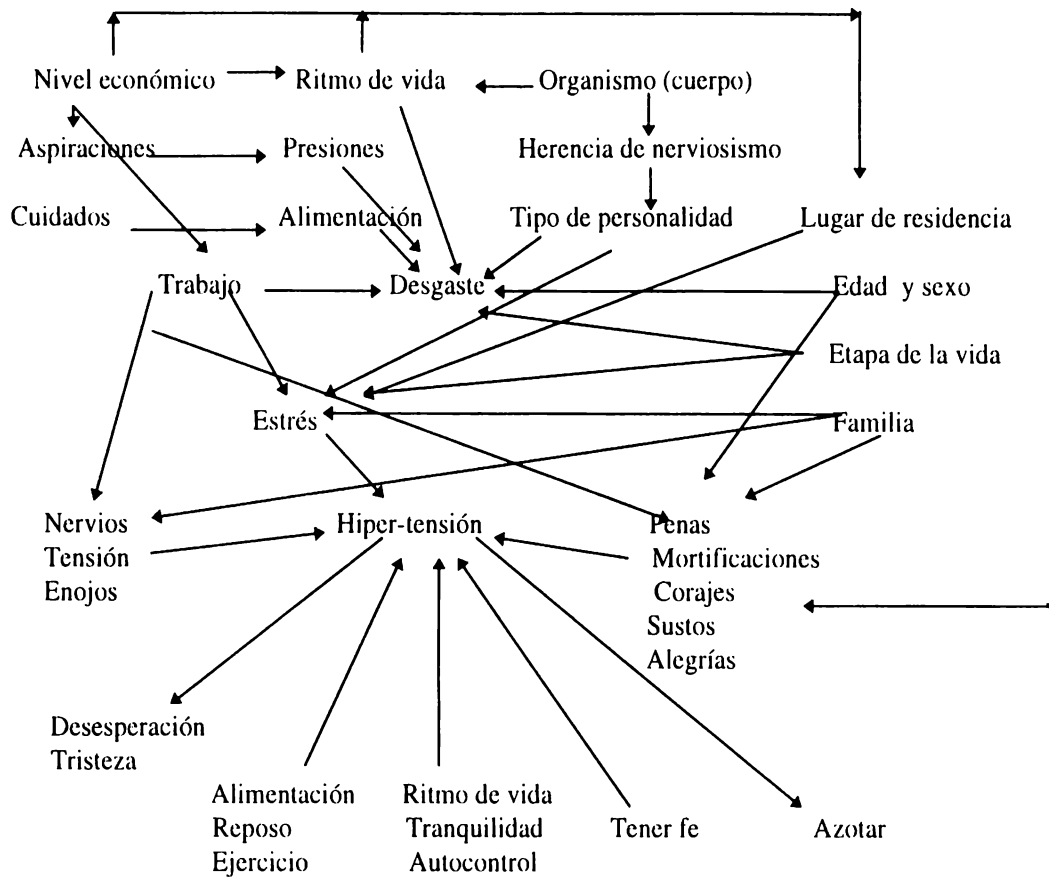 Nivel económico
Ritmo de vida
Organismo (cuerpo)
Aspiraciones
Presiones
Herencia de nerviosismo
Cuidados
Alimentación
Tipo de personalidad
Lugar de residencia
Trabajo
Desgaste
Edad y sexo
Etapa de la vida
Estrés
Familia
Nervios
Tensión
Enojos
Hiper-tensión
Penas
Mortificaciones
Corajes
Sustos
Alegrías
Desesperación
Tristeza
Alimentación
Reposo
Ejercicio
Ritmo de vida
Tranquilidad
Autocontrol
Tener fe
Azotar